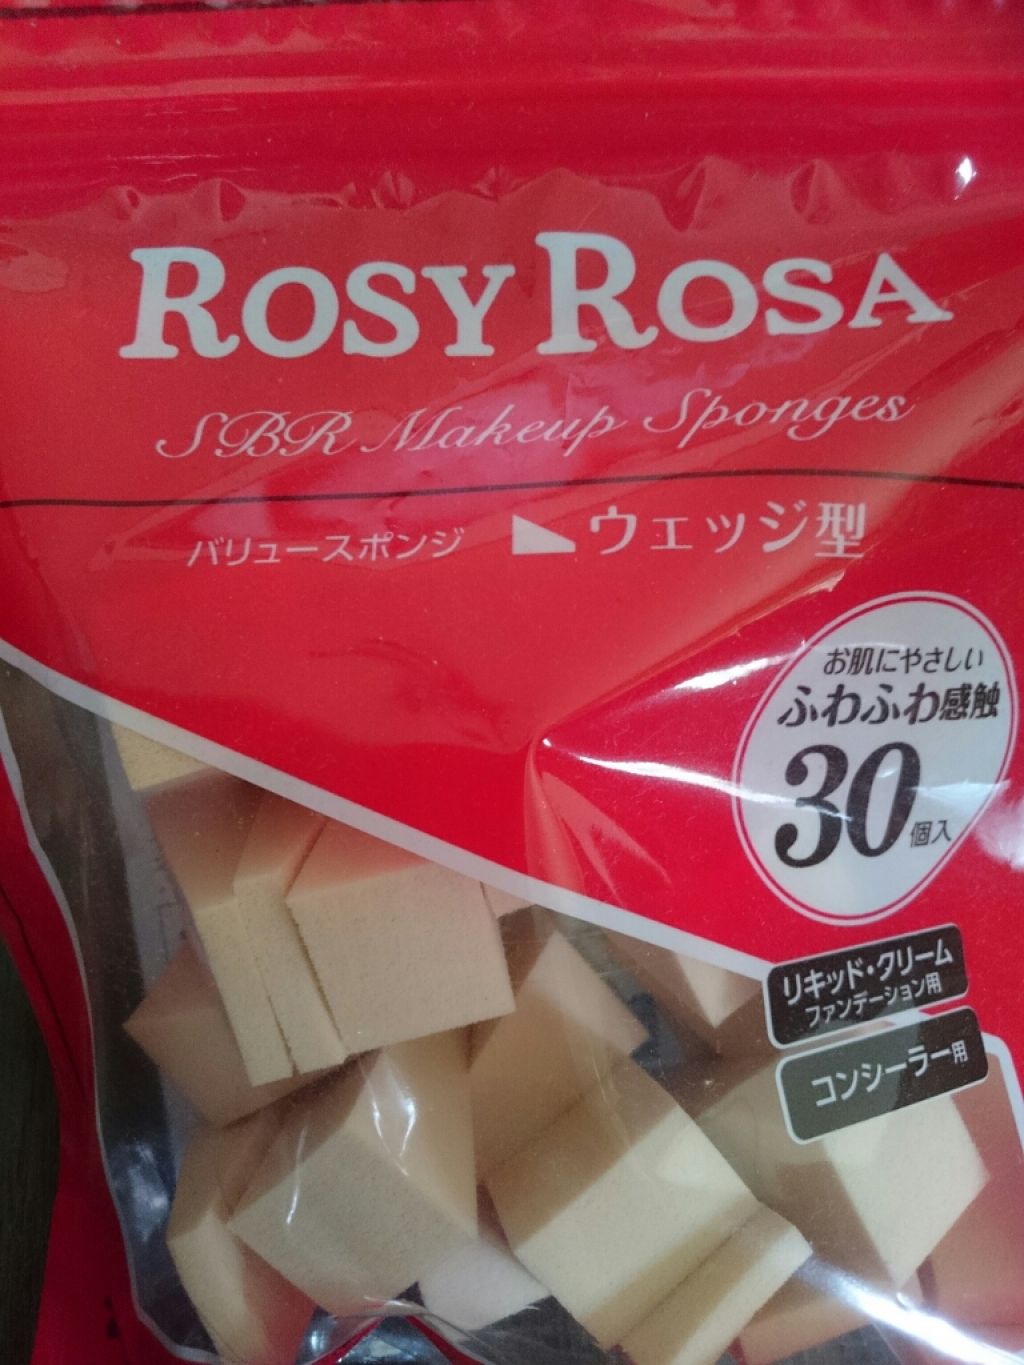 ROSY ROSA
SBR Makeup Sponges
バリュースポンジ ウェッジ型
お肌にやさしい
ふわふわ感触
30個入
リキッド・クリーム
ファンデーション用
コンシーラー用